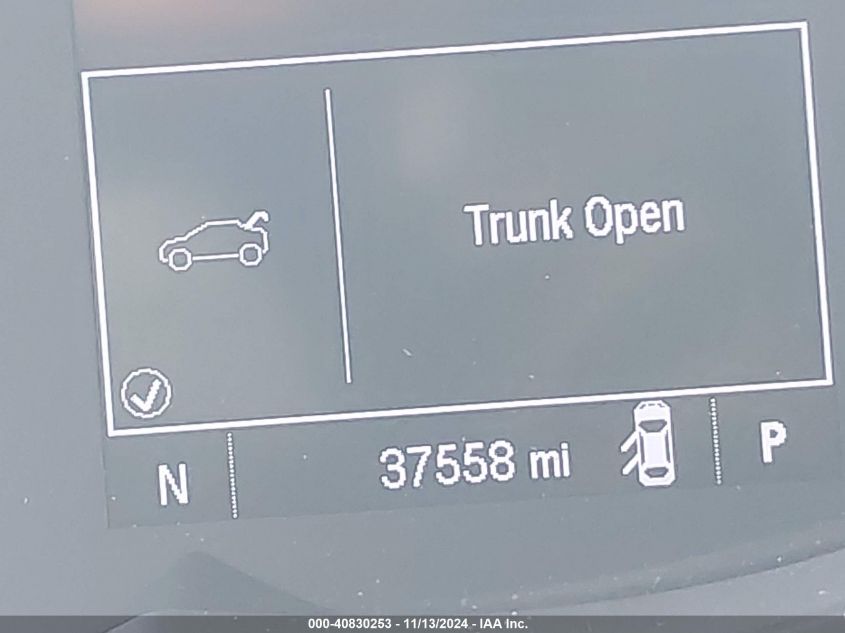 Trunk Open
N 37558 mi P
000-40830253 - 11/13/2024 - IAA Inc.